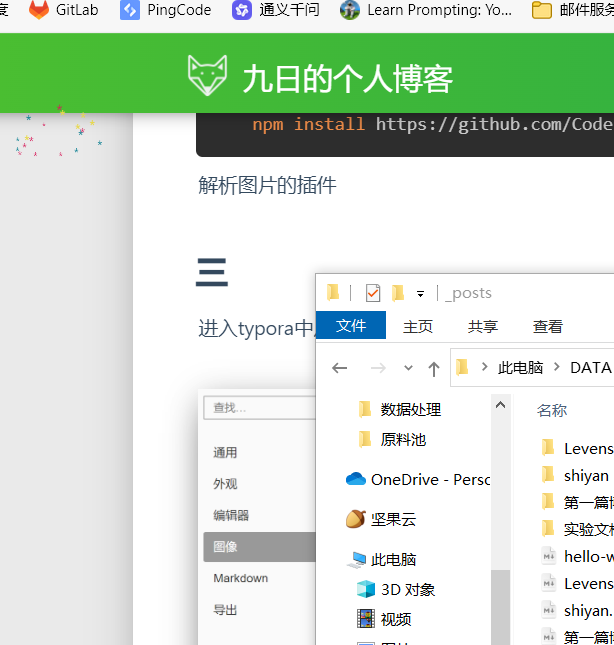 度 GitLab PingCode 通义千问 Learn Prompting: Yo... 邮件服务
九日的个人博客
npm install https://github.com/Code
解析图片的插件
三
进入typora中
_posts
文件 主页 共享 查看
此电脑 DATA
查找...
通用
外观
编辑器
图像
Markdown
导出
数据处理
原料池
OneDrive - Perso
坚果云
此电脑
3D 对象
视频
名称
Levens
shiyan
第一篇
实验文档
hello-w
Levens
shiyan.
第一篇